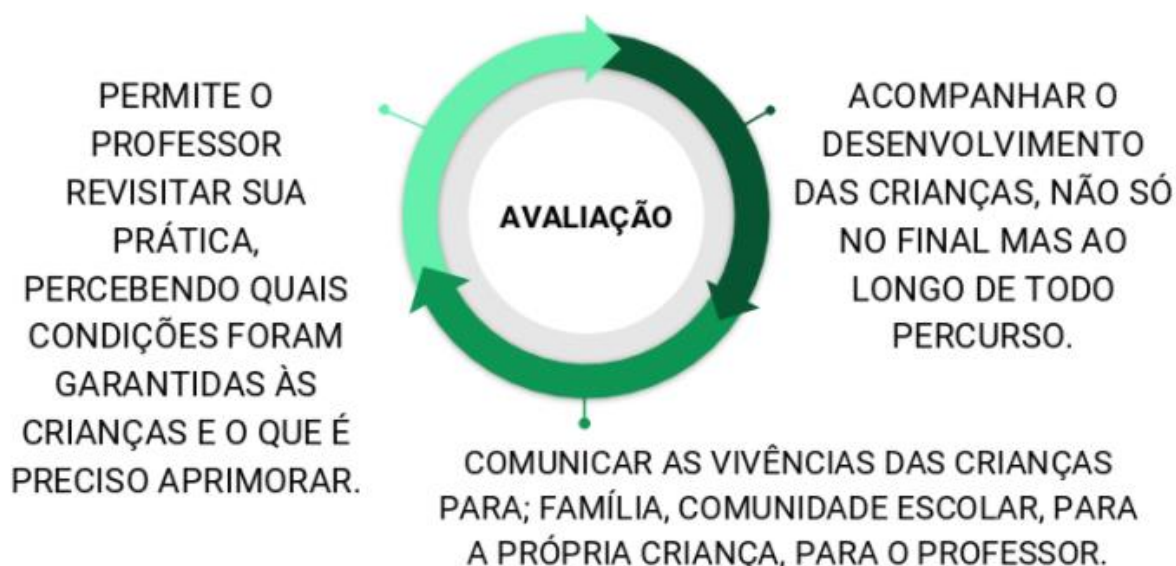 PERMITE O
PROFESSOR
REVISITAR SUA
PRÁTICA,
PERCEBENDO QUAIS
CONDIÇÕES FORAM
GARANTIDAS ÀS
CRIANÇAS E O QUE É
PRECISO APRIMORAR.
AVALIAÇÃO
ACOMPANHAR O
DESENVOLVIMENTO
DAS CRIANÇAS, NÃO SÓ
NO FINAL MAS AO
LONGO DE TODO
PERCURSO.
COMUNICAR AS VIVÊNCIAS DAS CRIANÇAS
PARA; FAMÍLIA, COMUNIDADE ESCOLAR, PARA
A PRÓPRIA CRIANÇA, PARA O PROFESSOR.